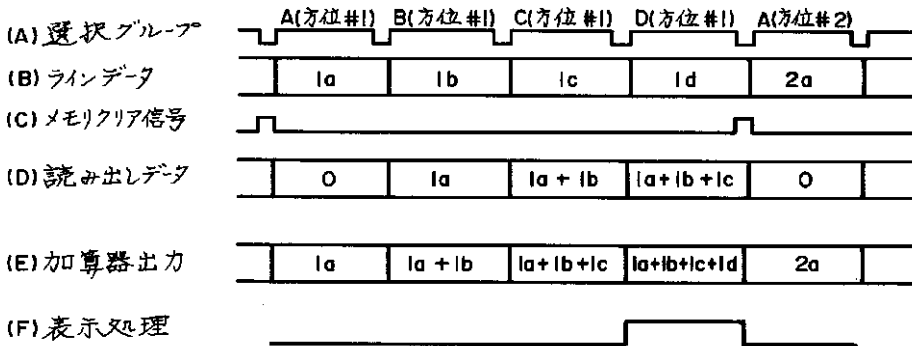 A(方位#1) B(方位#1) C(方位#1) D(方位#1) A(方位#2)
(A) 選択グループ
(B) ラインデータ 1a 1b 1c 1d 2a
(C) メモリクリア信号
(D) 読み出しデータ 0 1a 1a + 1b 1a+1b+1c 0
(E) 加算器出力 1a 1a + 1b 1a+1b+1c 1a+1b+1c+1d 2a
(F) 表示処理